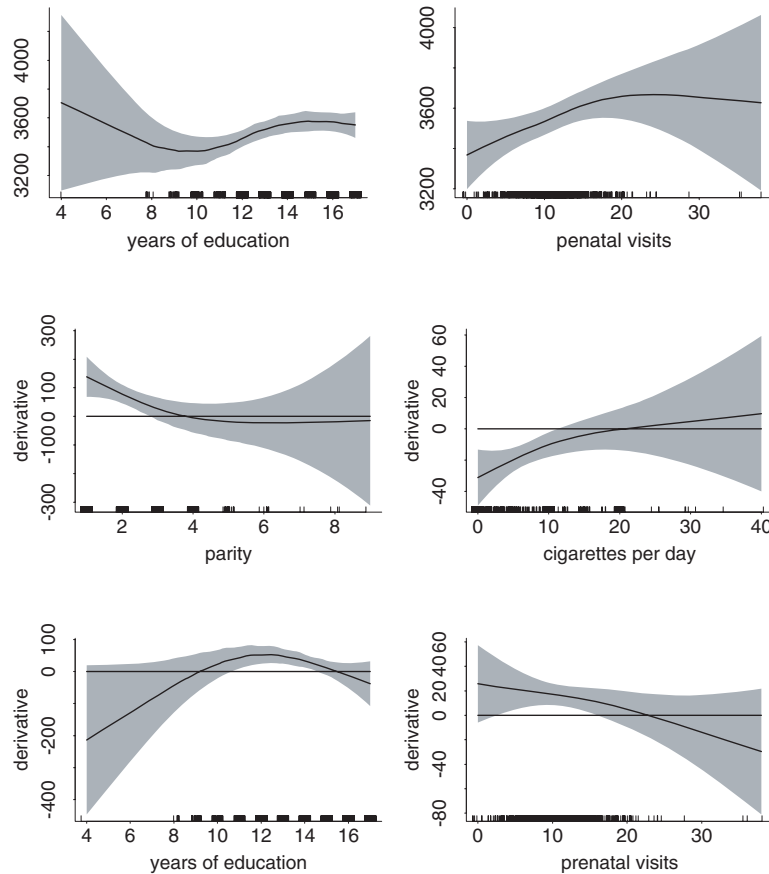 3200 3600 4000
4 6 8 10 12 14 16
years of education
3200 3600 4000
0 10 20 30
penatal visits
derivative
-300 -100 0 100 300
2 4 6 8
parity
derivative
-40 0 20 40 60
0 10 20 30 40
cigarettes per day
derivative
-400 -200 0 100
4 6 8 10 12 14 16
years of education
derivative
-80 -40 0 20 40 60
0 10 20 30
prenatal visits